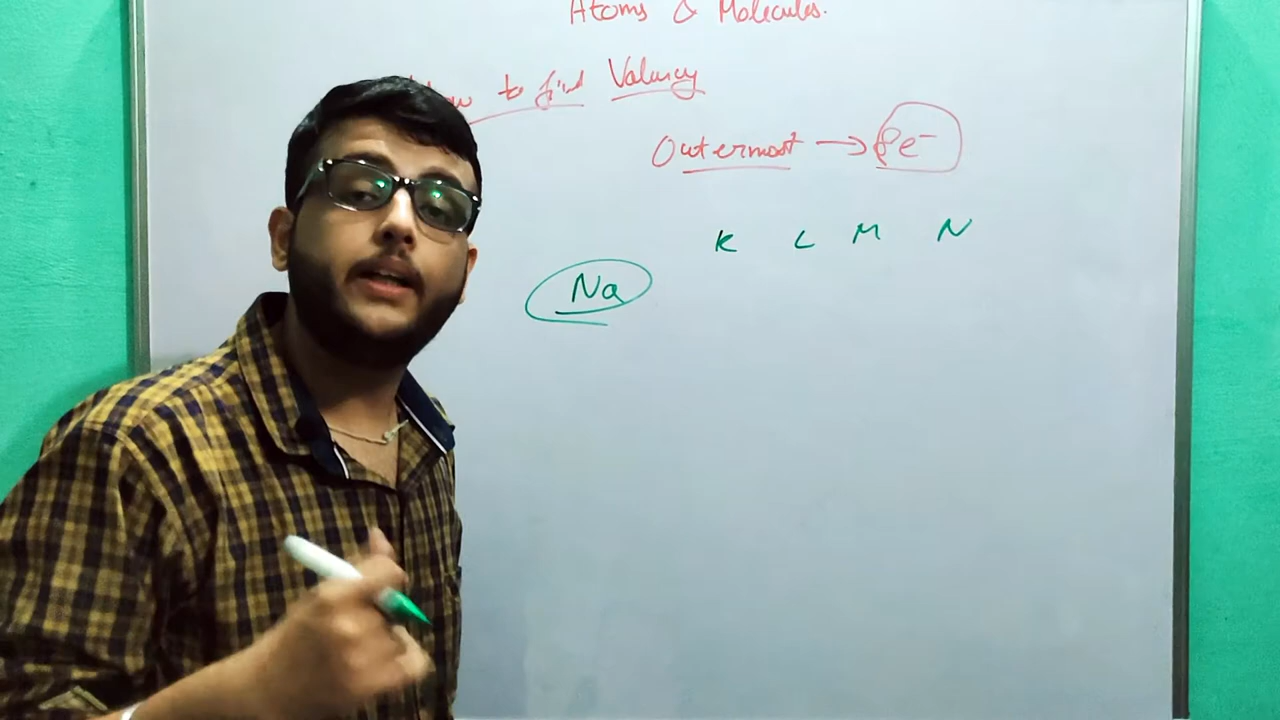 Atoms & Molecules.
to find Valency
Outermost → 8e⁻
K L M N
Na